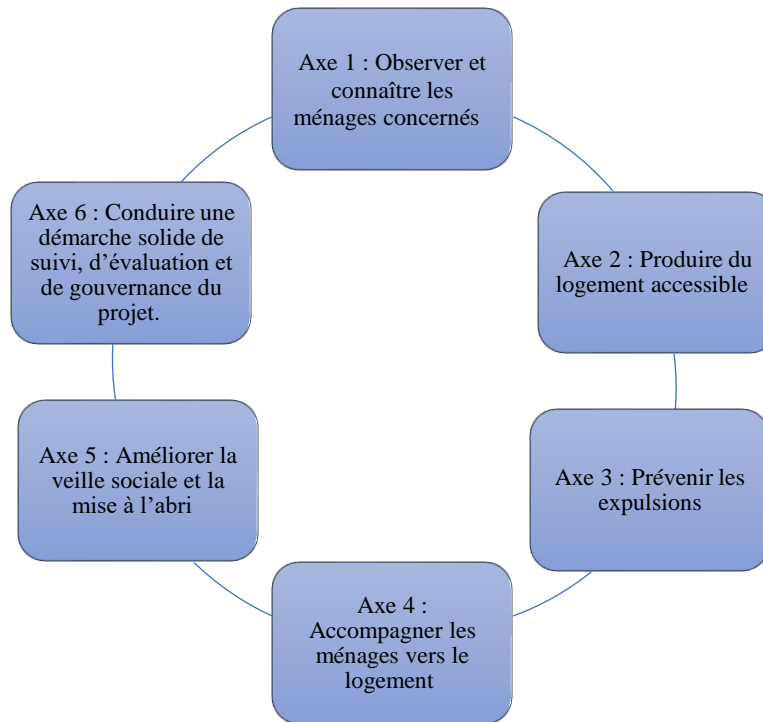 Axe 1 : Observer et
connaître les
ménages concernés
Axe 2 : Produire du
logement accessible
Axe 3 : Prévenir les
expulsions
Axe 4 :
Accompagner les
ménages vers le
logement
Axe 5 : Améliorer la
veille sociale et la
mise à l’abri
Axe 6 : Conduire une
démarche solide de
suivi, d’évaluation et
de gouvernance du
projet.